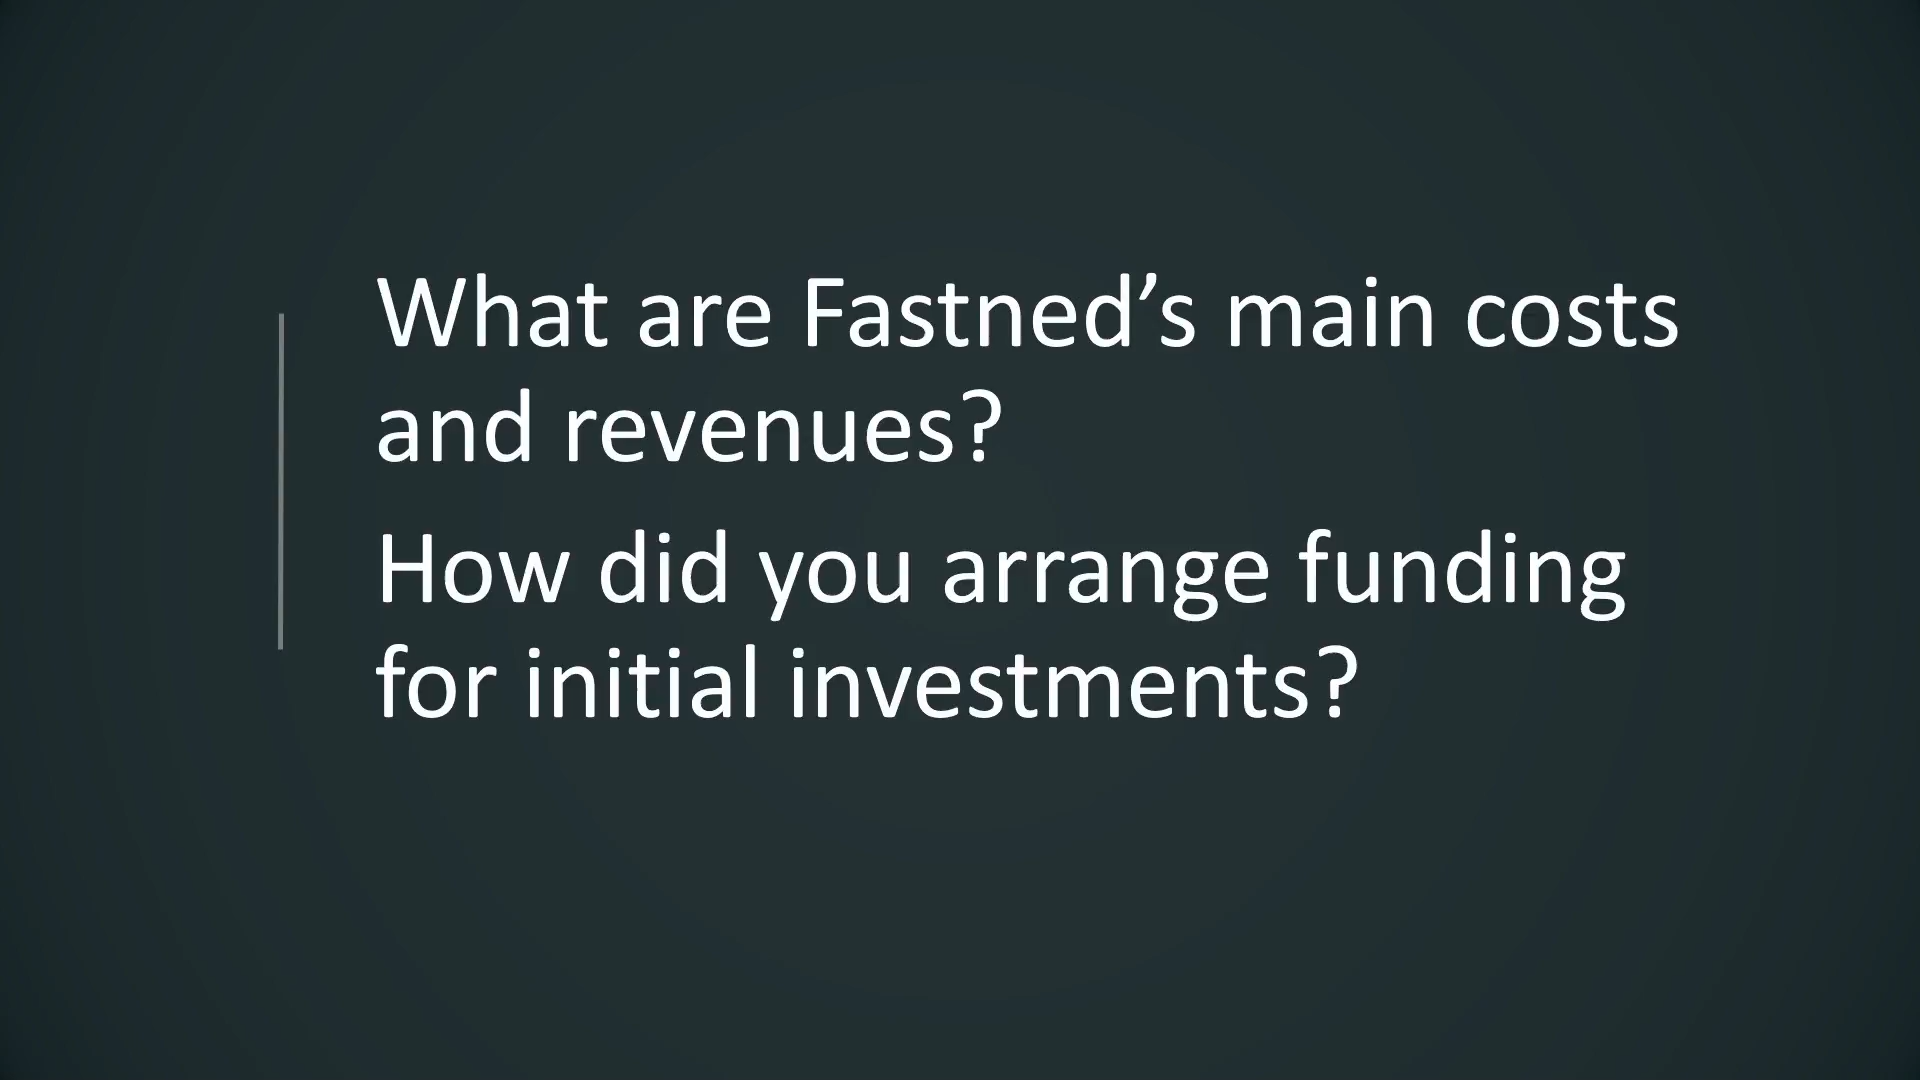 What are Fastned’s main costs
and revenues?
How did you arrange funding
for initial investments?